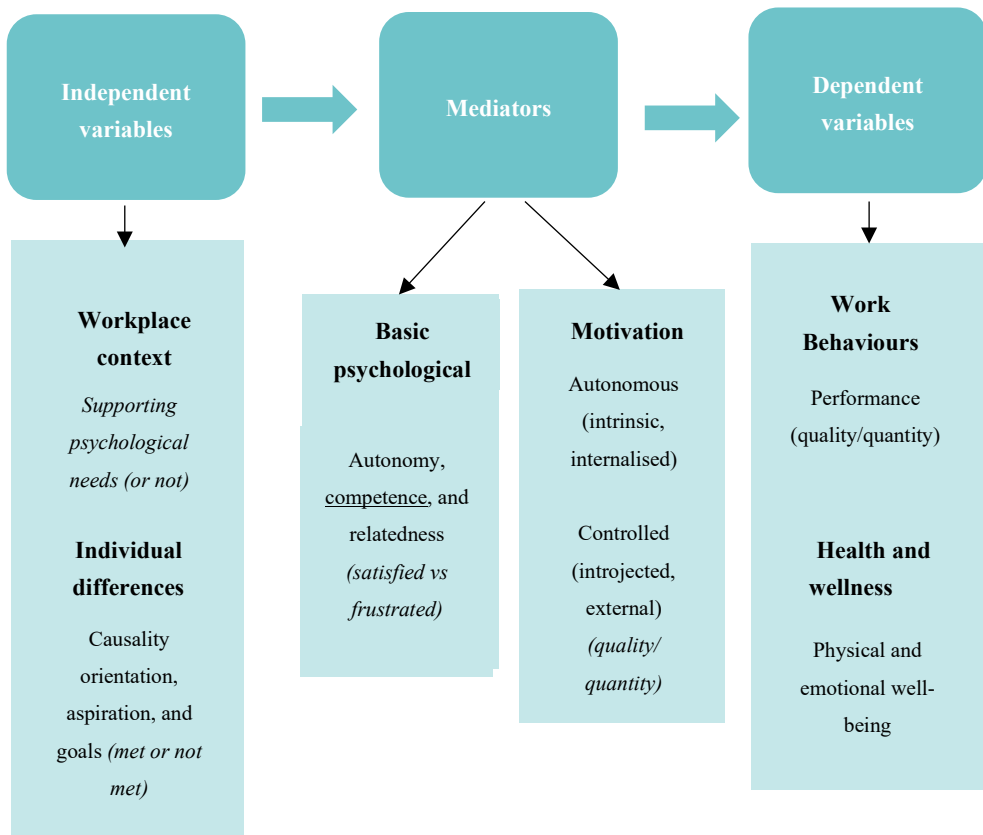 Independent
variables
Mediators
Dependent
variables
Workplace
context
Supporting
psychological
needs (or not)
Individual
differences
Causality
orientation,
aspiration, and
goals (met or not
met)
Basic
psychological
Autonomy,
competence, and
relatedness
(satisfied vs
frustrated)
Motivation
Autonomous
(intrinsic,
internalised)
Controlled
(introjected,
external)
(quality/
quantity)
Work
Behaviours
Performance
(quality/quantity)
Health and
wellness
Physical and
emotional well-
being